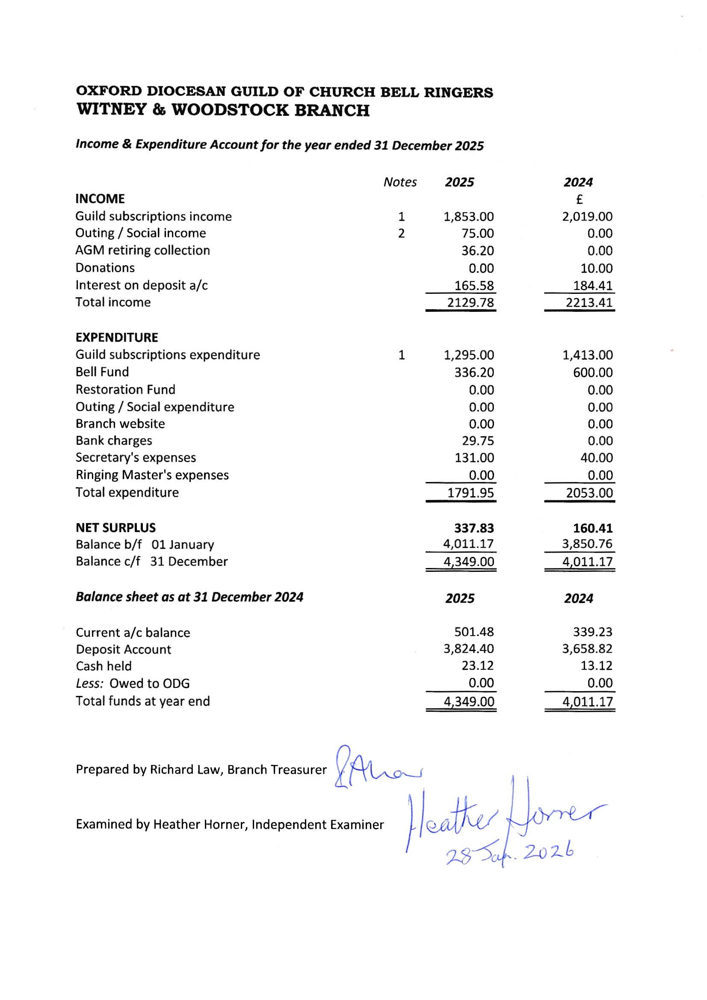 OXFORD DIOCESAN GUILD OF CHURCH BELL RINGERS
WITNEY & WOODSTOCK BRANCH
Income & Expenditure Account for the year ended 31 December 2025
Notes 2025 2024
INCOME £
Guild subscriptions income 1 1,853.00 2,019.00
Outing / Social income 2 75.00 0.00
AGM retiring collection 36.20 0.00
Donations 0.00 10.00
Interest on deposit a/c 165.58 184.41
Total income 2129.78 2213.41
EXPENDITURE
Guild subscriptions expenditure 1 1,295.00 1,413.00
Bell Fund 336.20 600.00
Restoration Fund 0.00 0.00
Outing / Social expenditure 0.00 0.00
Branch website 0.00 0.00
Bank charges 29.75 0.00
Secretary's expenses 131.00 40.00
Ringing Master's expenses 0.00 0.00
Total expenditure 1791.95 2053.00
NET SURPLUS 337.83 160.41
Balance b/f 01 January 4,011.17 3,850.76
Balance c/f 31 December 4,349.00 4,011.17
Balance sheet as at 31 December 2024 2025 2024
Current a/c balance 501.48 339.23
Deposit Account 3,824.40 3,658.82
Cash held 23.12 13.12
Less: Owed to ODG 0.00 0.00
Total funds at year end 4,349.00 4,011.17
Prepared by Richard Law, Branch Treasurer
Examined by Heather Horner, Independent Examiner Heather Horner
28 Jan. 2026